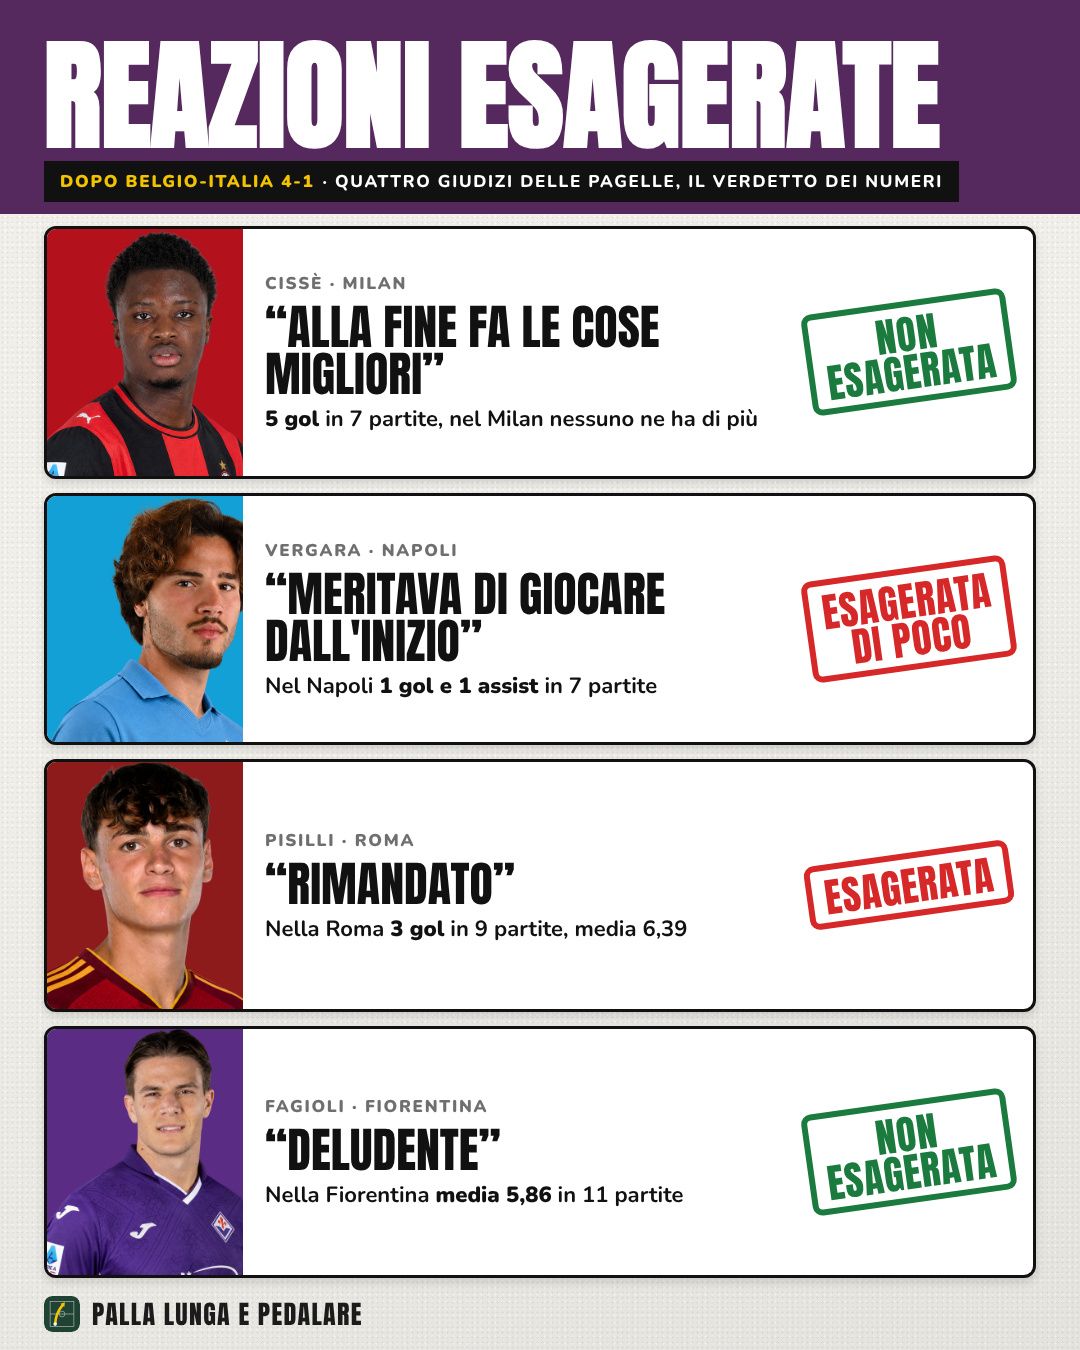 REAZIONI ESAGERATE
DOPO BELGIO-ITALIA 4-1 · QUATTRO GIUDIZI DELLE PAGELLE, IL VERDETTO DEI NUMERI
CISSÈ · MILAN
“ALLA FINE FA LE COSE
MIGLIORI”
5 gol in 7 partite, nel Milan nessuno ne ha di più
NON
ESAGERATA
VERGARA · NAPOLI
“MERITAVA DI GIOCARE
DALL'INIZIO”
Nel Napoli 1 gol e 1 assist in 7 partite
ESAGERATA
DI POCO
PISILLI · ROMA
“RIMANDATO”
Nella Roma 3 gol in 9 partite, media 6,39
ESAGERATA
FAGIOLI · FIORENTINA
“DELUDENTE”
Nella Fiorentina media 5,86 in 11 partite
NON
ESAGERATA
PALLA LUNGA E PEDALARE